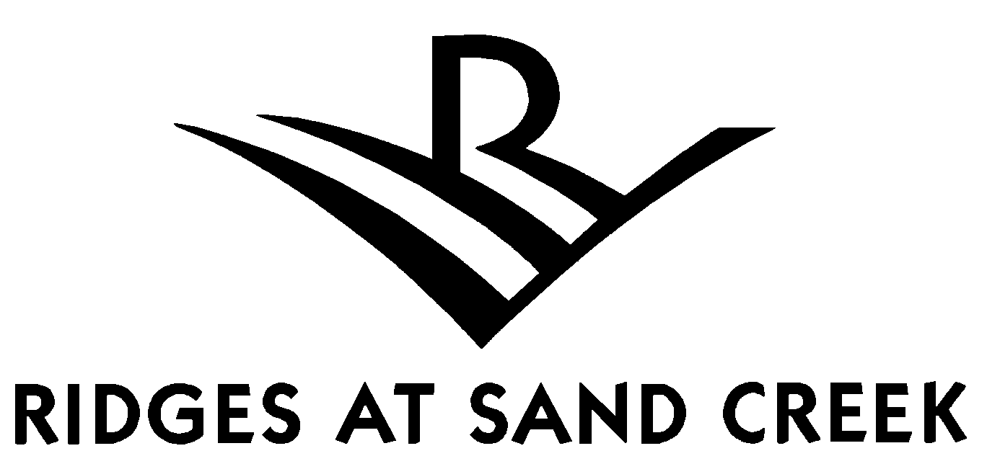 R
RIDGES AT SAND CREEK